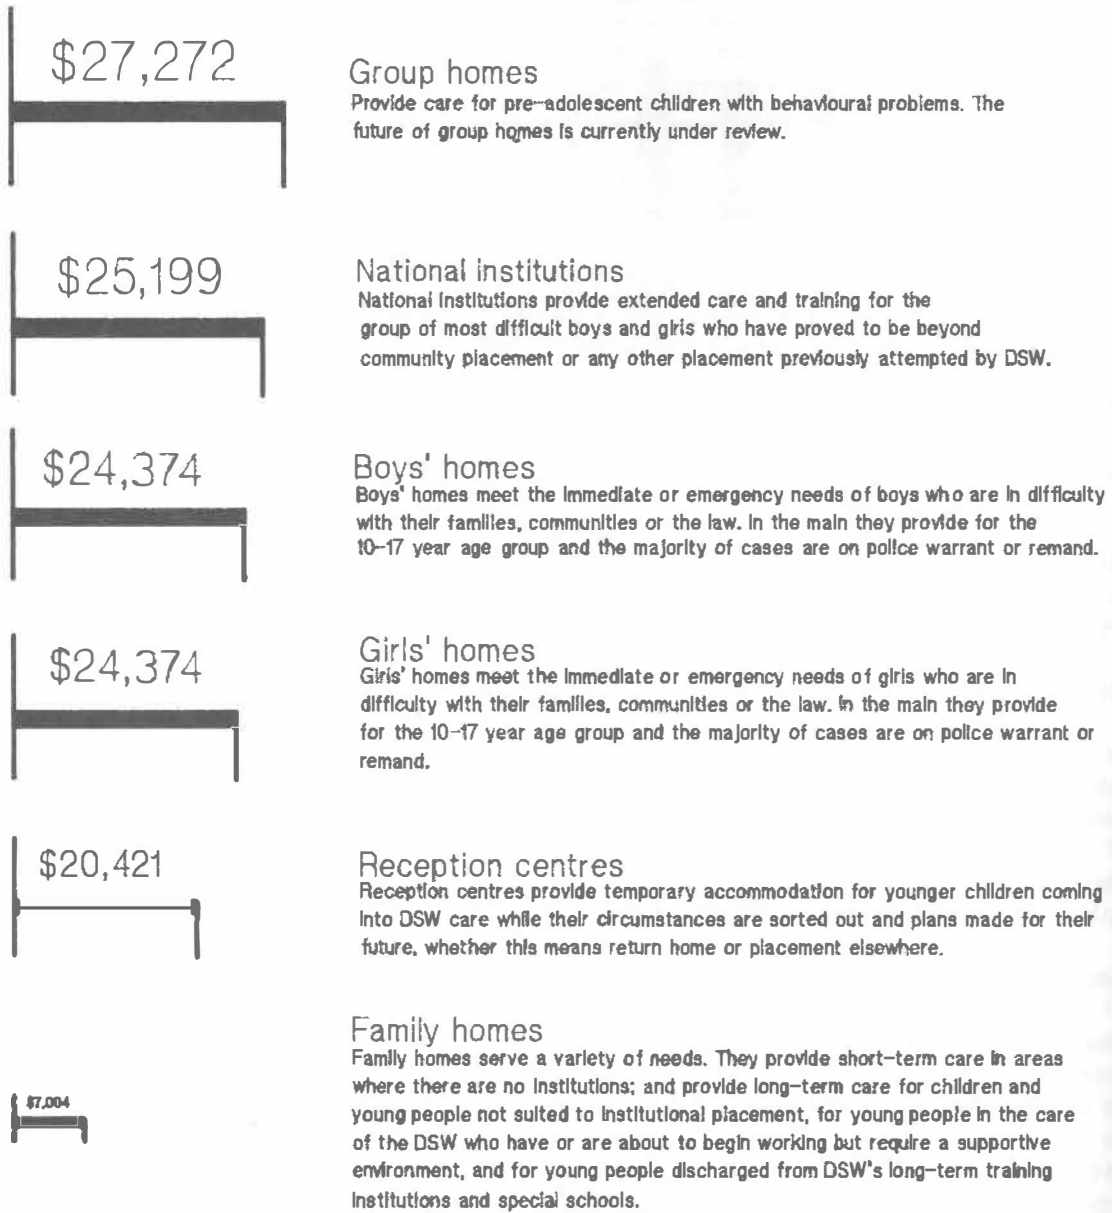 $27,272
Group homes
Provide care for pre-adolescent children with behavioural problems. The
future of group homes is currently under review.
$25,199
National institutions
National Institutions provide extended care and training for the
group of most difficult boys and girls who have proved to be beyond
community placement or any other placement previously attempted by DSW.
$24,374
Boys' homes
Boys' homes meet the immediate or emergency needs of boys who are in difficulty
with their families, communities or the law. In the main they provide for the
10-17 year age group and the majority of cases are on police warrant or remand.
$24,374
Girls' homes
Girls' homes meet the immediate or emergency needs of girls who are in
difficulty with their families, communities or the law. In the main they provide
for the 10-17 year age group and the majority of cases are on police warrant or
remand.
$20,421
Reception centres
Reception centres provide temporary accommodation for younger children coming
into DSW care while their circumstances are sorted out and plans made for their
future, whether this means return home or placement elsewhere.
$7,004
Family homes
Family homes serve a variety of needs. They provide short-term care in areas
where there are no institutions; and provide long-term care for children and
young people not suited to institutional placement, for young people in the care
of the DSW who have or are about to begin working but require a supportive
environment, and for young people discharged from DSW's long-term training
institutions and special schools.